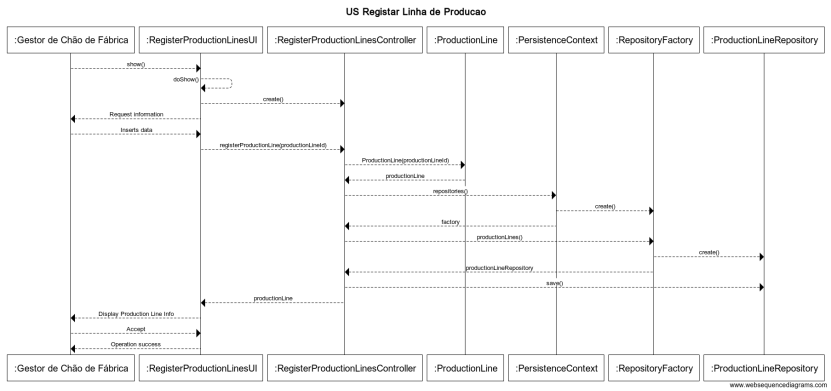 US Registar Linha de Producao
:Gestor de Chão de Fábrica :RegisterProductionLinesUI :RegisterProductionLinesController :ProductionLine :PersistenceContext :RepositoryFactory :ProductionLineRepository
show()
doShow()
create()
Request Information
Inserts data
registerProductionLine(productionLineId)
ProductionLine(productionLineId)
productionLine
repositories()
create()
factory
productionLines()
create()
productionLineRepository
save()
productionLine
Display Production Line Info
Accept
Operation success
:Gestor de Chão de Fábrica :RegisterProductionLinesUI :RegisterProductionLinesController :ProductionLine :PersistenceContext :RepositoryFactory :ProductionLineRepository
www.websequencediagrams.com